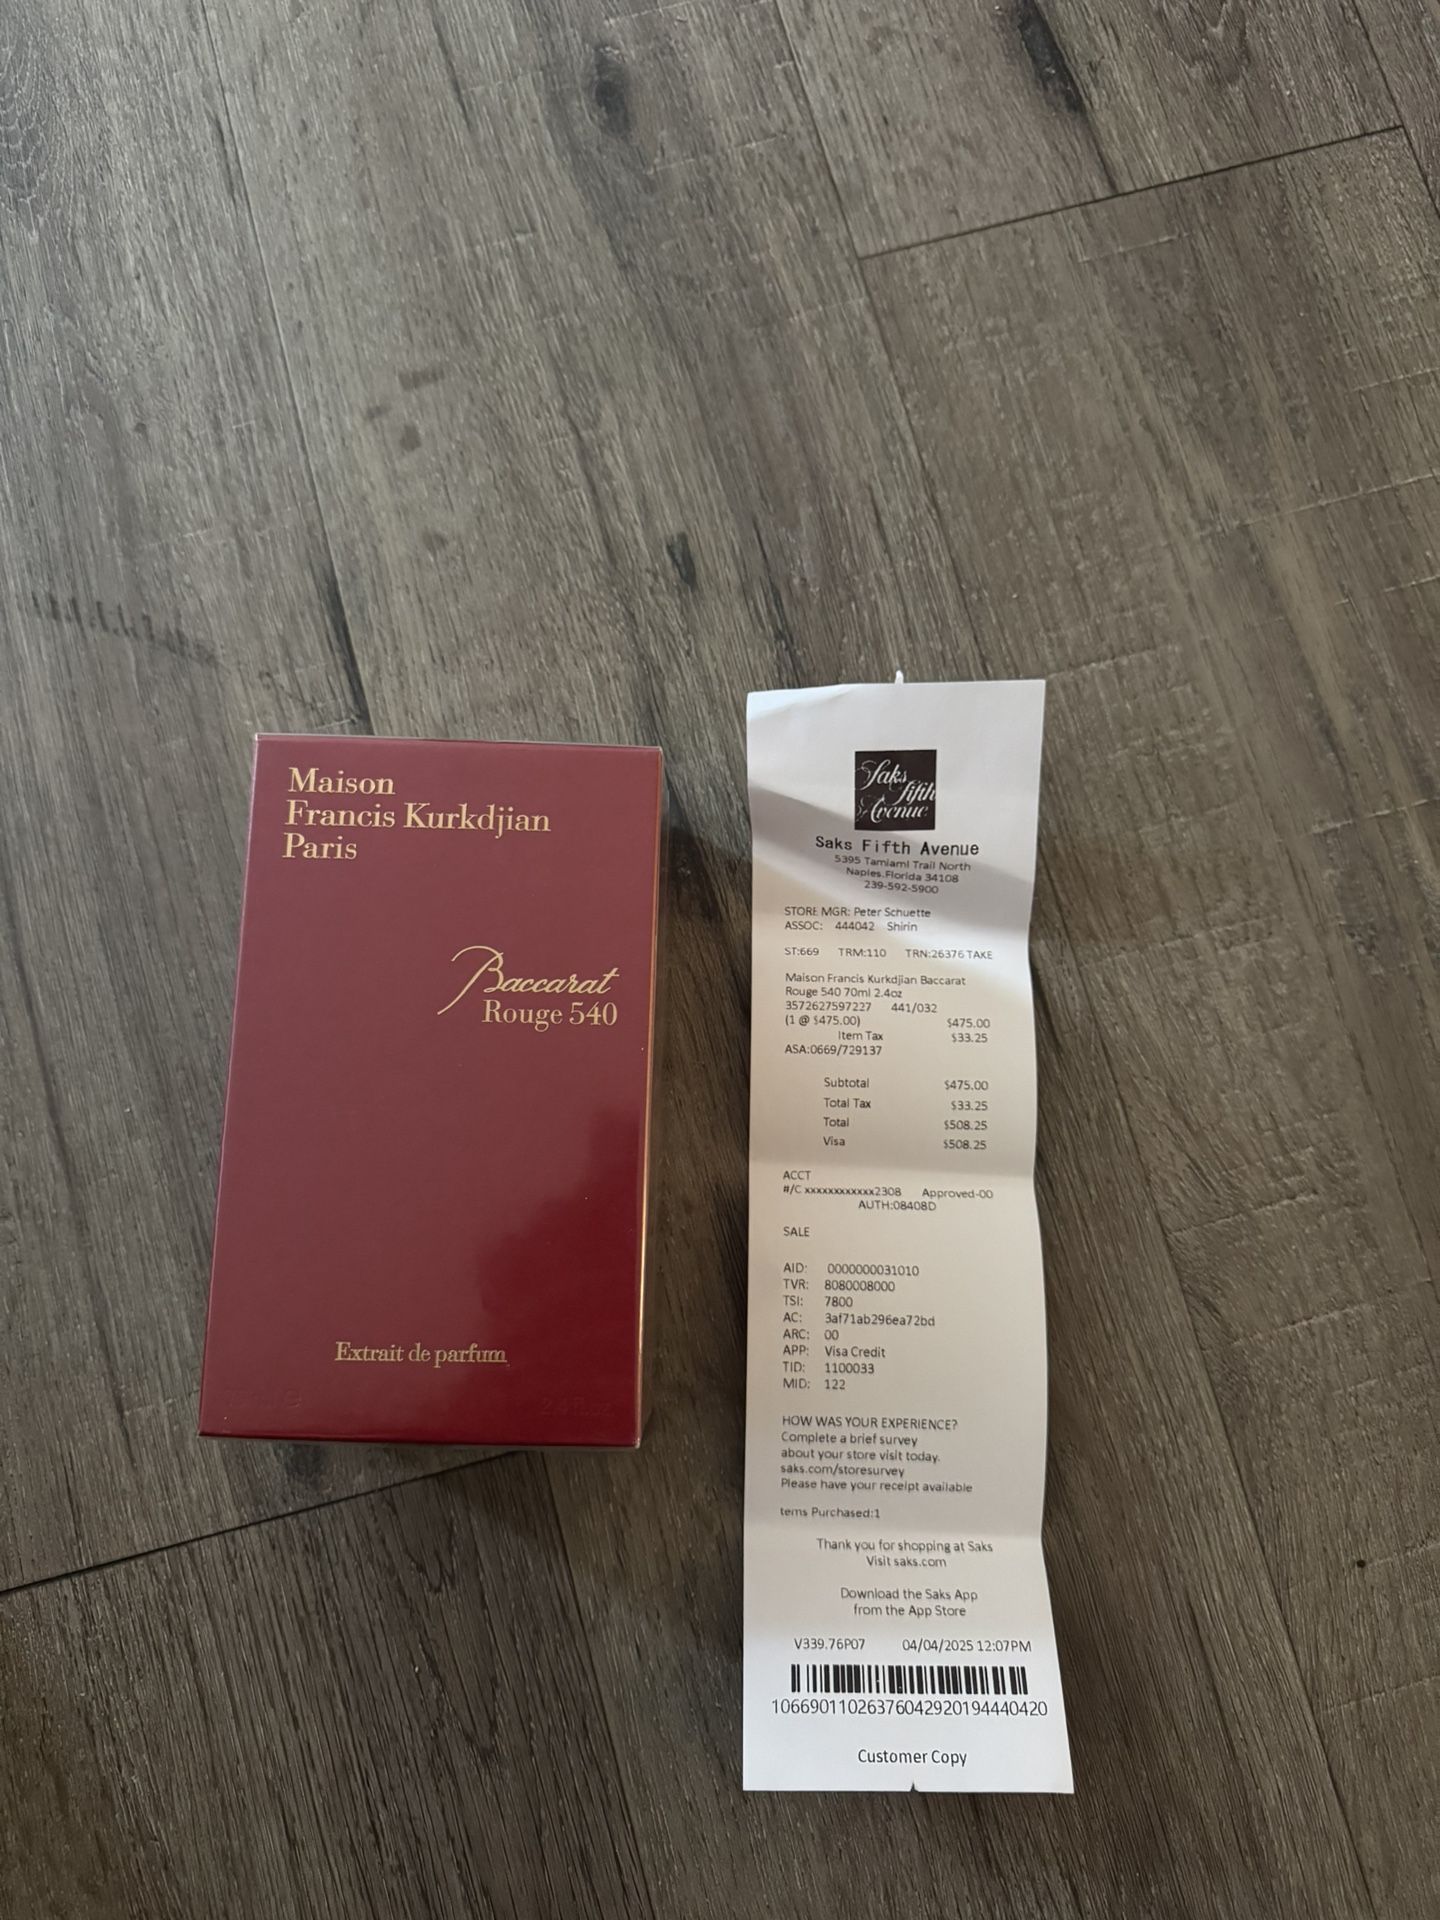 Maison
Francis Kurkdjian
Paris
Baccarat
Rouge 540
Extrait de parfum
2.4 fl.oz.
Saks
fifth
Avenue
Saks Fifth Avenue
5395 Tamiami Trail North
Naples.Florida 34108
239-592-5900
STORE MGR: Peter Schuette
ASSOC: 444042 Shirin
ST:669 TRM:110 TRN:26376 TAKE
Maison Francis Kurkdjian Baccarat
Rouge 540 70ml 2.4oz
3572627597227 441/032
(1 @ $475.00) $475.00
Item Tax $33.25
ASA:0669/729137
Subtotal $475.00
Total Tax $33.25
Total $508.25
Visa $508.25
ACCT
#/C xxxxxxxxxxxx2308 Approved-00
AUTH:08408D
SALE
AID: 0000000031010
TVR: 8080008000
TSI: 7800
AC: 3af71ab296ea72bd
ARC: 00
APP: Visa Credit
TID: 1100033
MID: 122
HOW WAS YOUR EXPERIENCE?
Complete a brief survey
about your store visit today.
saks.com/storesurvey
Please have your receipt available
tems Purchased:1
Thank you for shopping at Saks
Visit saks.com
Download the Saks App
from the App Store
V339.76P07 04/04/2025 12:07PM
1066901102637604292019444042​0
Customer Copy